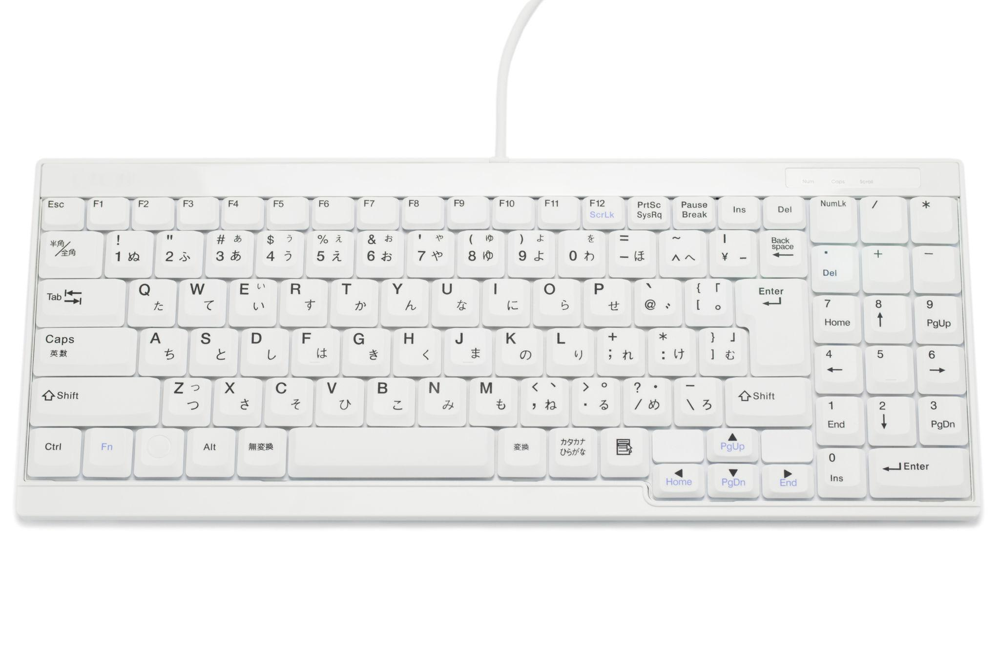 Num Caps Scroll
Esc F1 F2 F3 F4 F5 F6 F7 F8 F9 F10 F11 F12 PrtSc Pause Ins Del NumLk / *
ScrLk SysRq Break
半角/全角 ! " # ぁ $ ぅ % ぇ & ぉ ' ゃ ( ゅ ) ょ を = ~ | Back space
1 ぬ 2 ふ 3 あ 4 う 5 え 6 お 7 や 8 ゆ 9 よ 0 わ - ほ ^ へ ¥ ー ← . + -
Del
Tab Q W E ぃ R T Y U I O P ` { 「 Enter
た て い す か ん な に ら せ @ ゛ [ ゜ 7 8 9
Home ↑ PgUp
Caps A S D F G H J K L + * } 」
英数 ち と し は き く ま の り ; れ : け ] む 4 5 6
← →
⇧Shift Z っ X C V B N M < 、 > 。 ? ・ _ ⇧Shift
つ さ そ ひ こ み も , ね . る / め \ ろ 1 2 3
End ↓ PgDn
Ctrl Fn Alt 無変換 変換 カタカナ ▲
ひらがな PgUp
0 Enter
◀ ▼ ▶ Ins
Home PgDn End